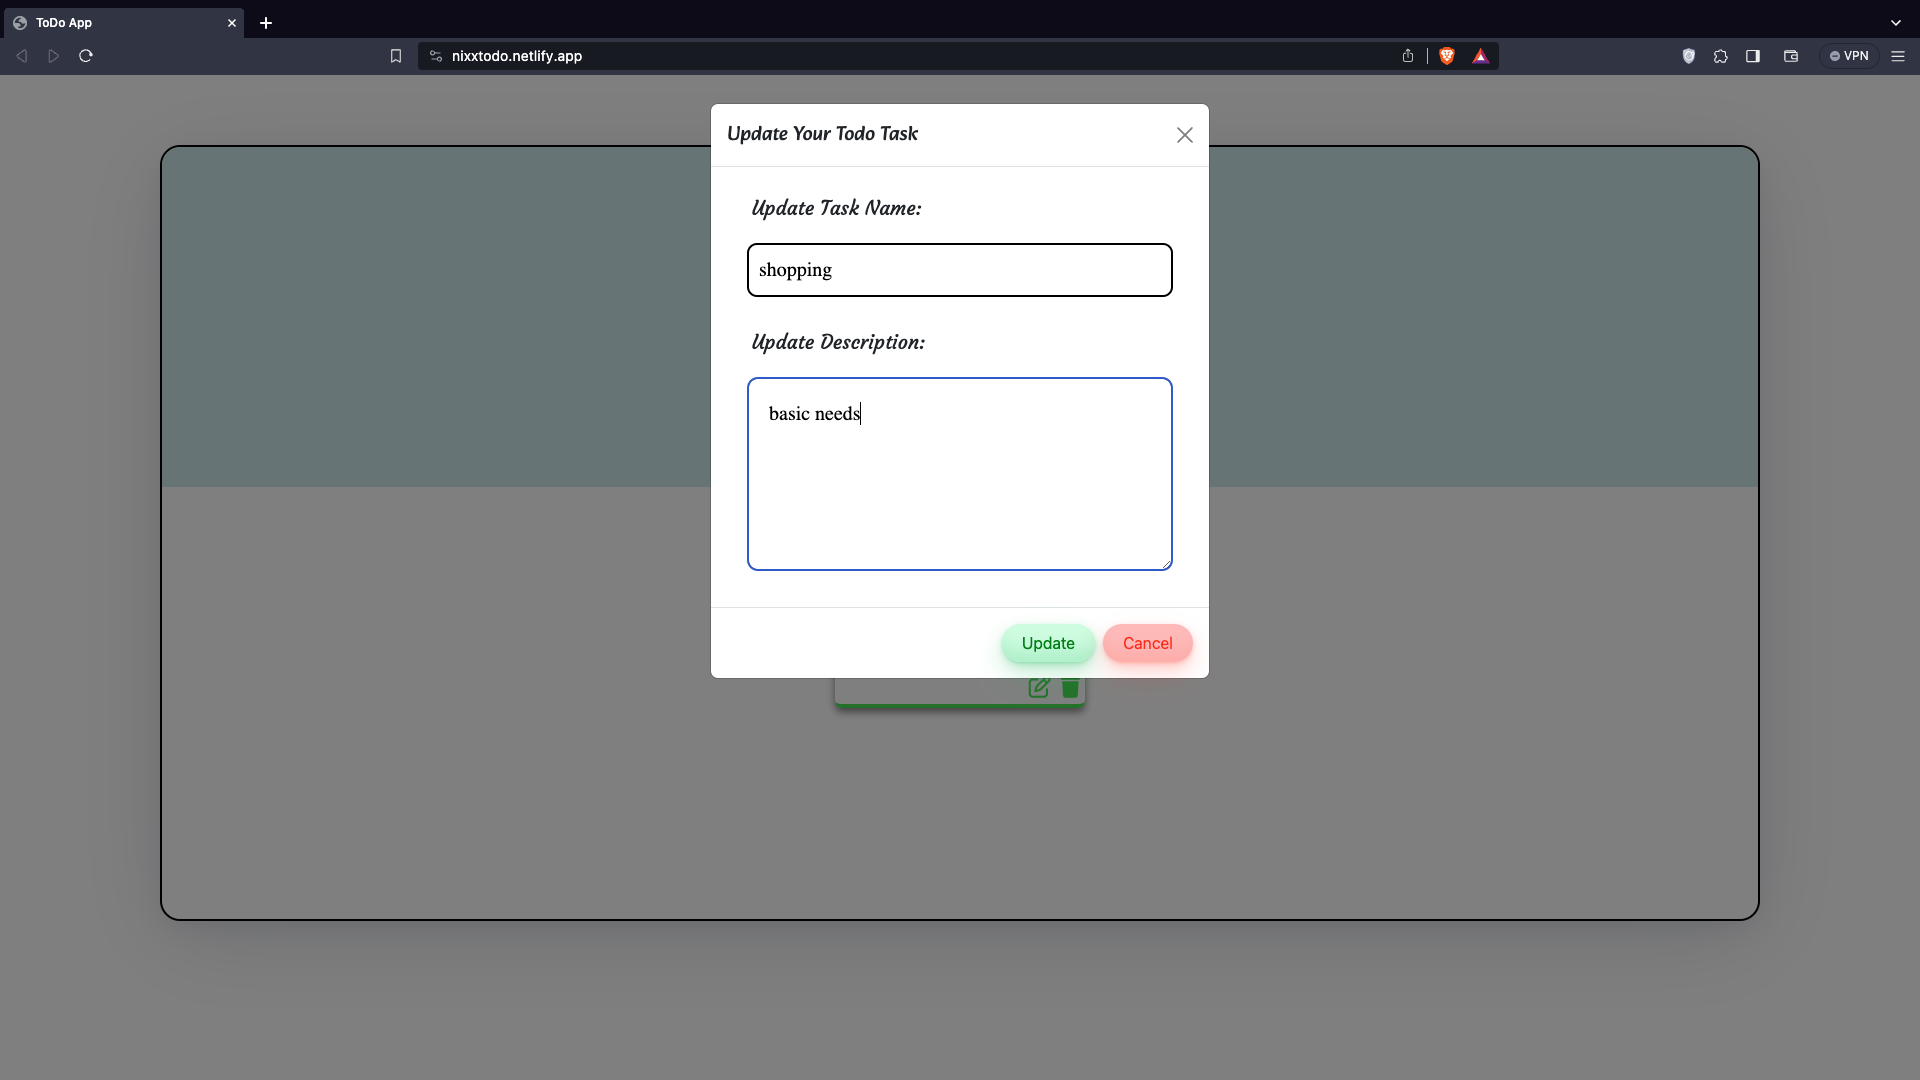 ToDo App
nixxtodo.netlify.app
VPN
Update Your Todo Task
Update Task Name:
shopping
Update Description:
basic needs
Update
Cancel